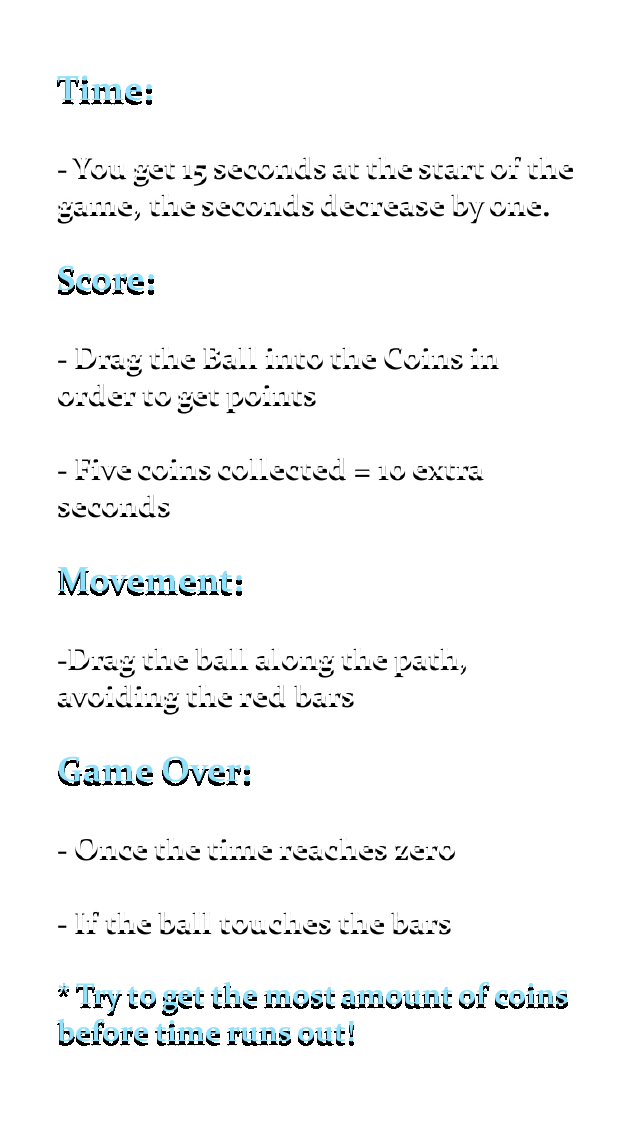 Time:
- You get 15 seconds at the start of the
game, the seconds decrease by one.
Score:
- Drag the Ball into the Coins in
order to get points
- Five coins collected = 10 extra
seconds
Movement:
-Drag the ball along the path,
avoiding the red bars
Game Over:
- Once the time reaches zero
- If the ball touches the bars
* Try to get the most amount of coins
before time runs out!